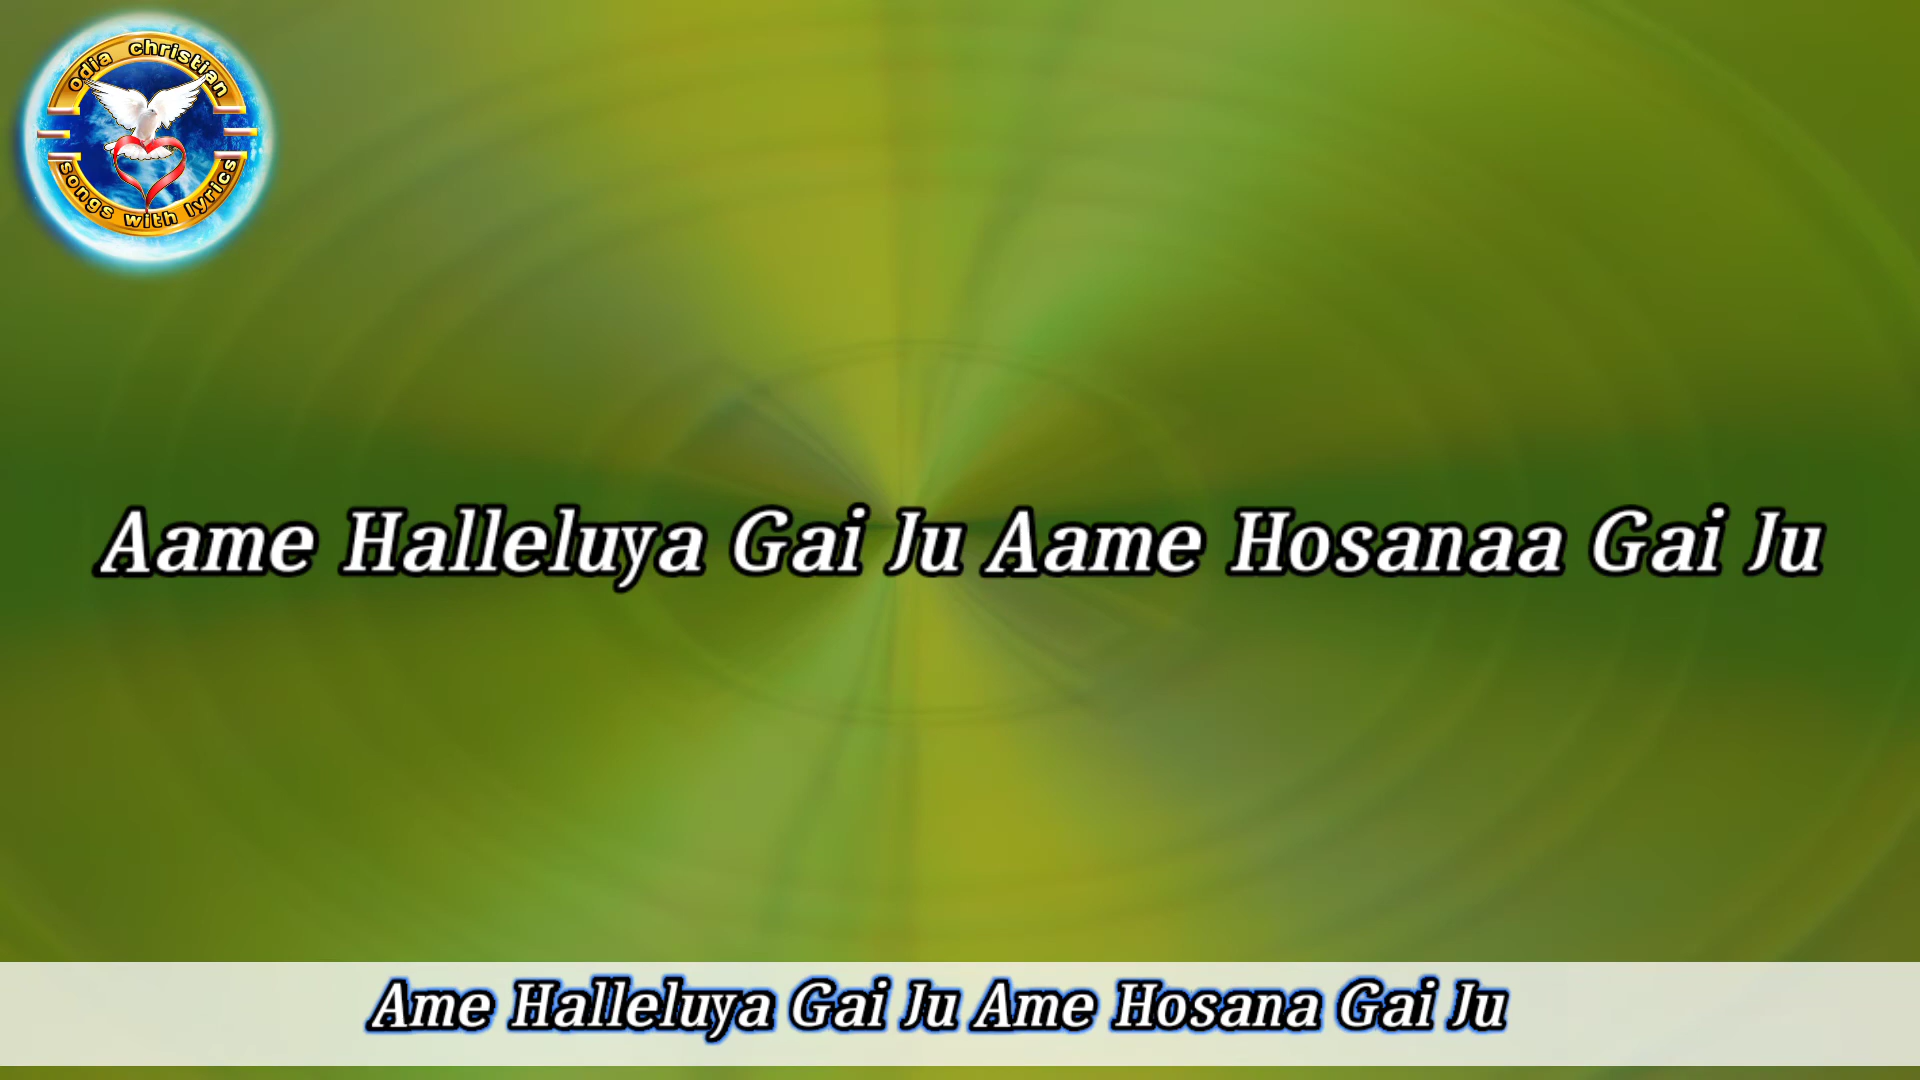 odia christian
songs with lyrics
Aame Halleluya Gai Ju Aame Hosanaa Gai Ju
Ame Halleluya Gai Ju Ame Hosana Gai Ju